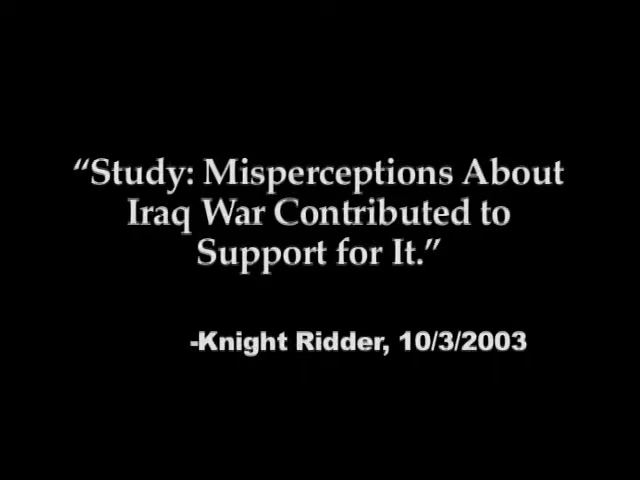 “Study: Misperceptions About
Iraq War Contributed to
Support for It.”
-Knight Ridder, 10/3/2003